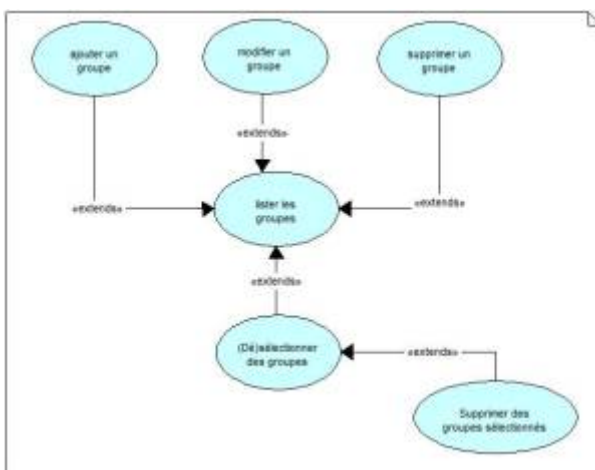 ajouter un
groupe
modifier un
groupe
supprimer un
groupe
«extends»
«extends»
«extends»
lister les
groupes
«extends»
(Dé)sélectionner
des groupes
«extends»
Supprimer des
groupes sélectionnés